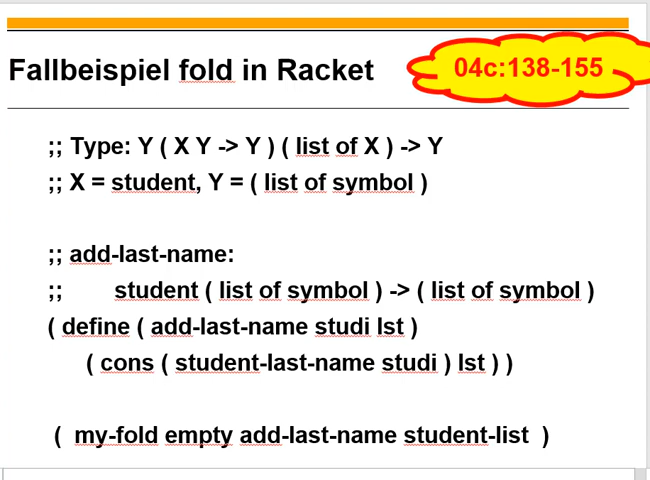 Fallbeispiel fold in Racket
04c:138-155
;; Type: Y ( X Y -> Y ) ( list of X ) -> Y
;; X = student, Y = ( list of symbol )
;; add-last-name:
;; student ( list of symbol ) -> ( list of symbol )
( define ( add-last-name studi lst )
( cons ( student-last-name studi ) lst ) )
( my-fold empty add-last-name student-list )